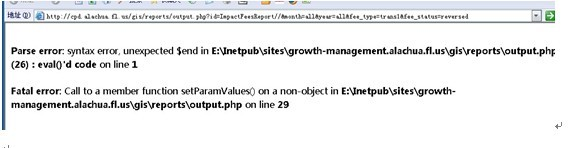 地址(D) http://cpd.alachua.fl.us/gis/reports/output.php?id=ImpactFeeReport//&month=all&year=all&fee_type=trans1&fee_status=reversed
Parse error: syntax error, unexpected $end in E:\Inetpub\sites\growth-management.alachua.fl.us\gis\reports\output.php
(26) : eval()'d code on line 1
Fatal error: Call to a member function setParamValues() on a non-object in E:\Inetpub\sites\growth-
management.alachua.fl.us\gis\reports\output.php on line 29